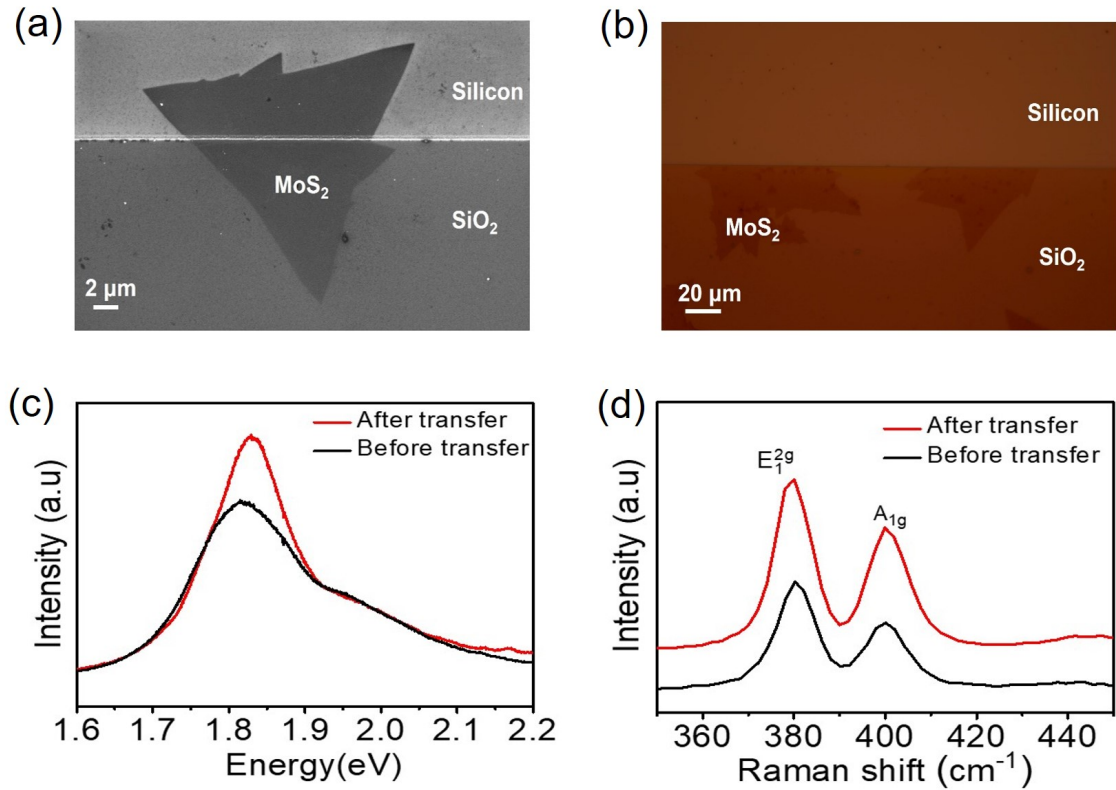 (a)
Silicon
MoS₂
SiO₂
2 µm
(b)
Silicon
MoS₂
SiO₂
20 µm
(c)
Intensity (a.u)
After transfer
Before transfer
1.6 1.7 1.8 1.9 2.0 2.1 2.2
Energy(eV)
(d)
Intensity (a.u)
After transfer
Before transfer
E₁²ᵍ
A₁g
360 380 400 420 440
Raman shift (cm⁻¹)